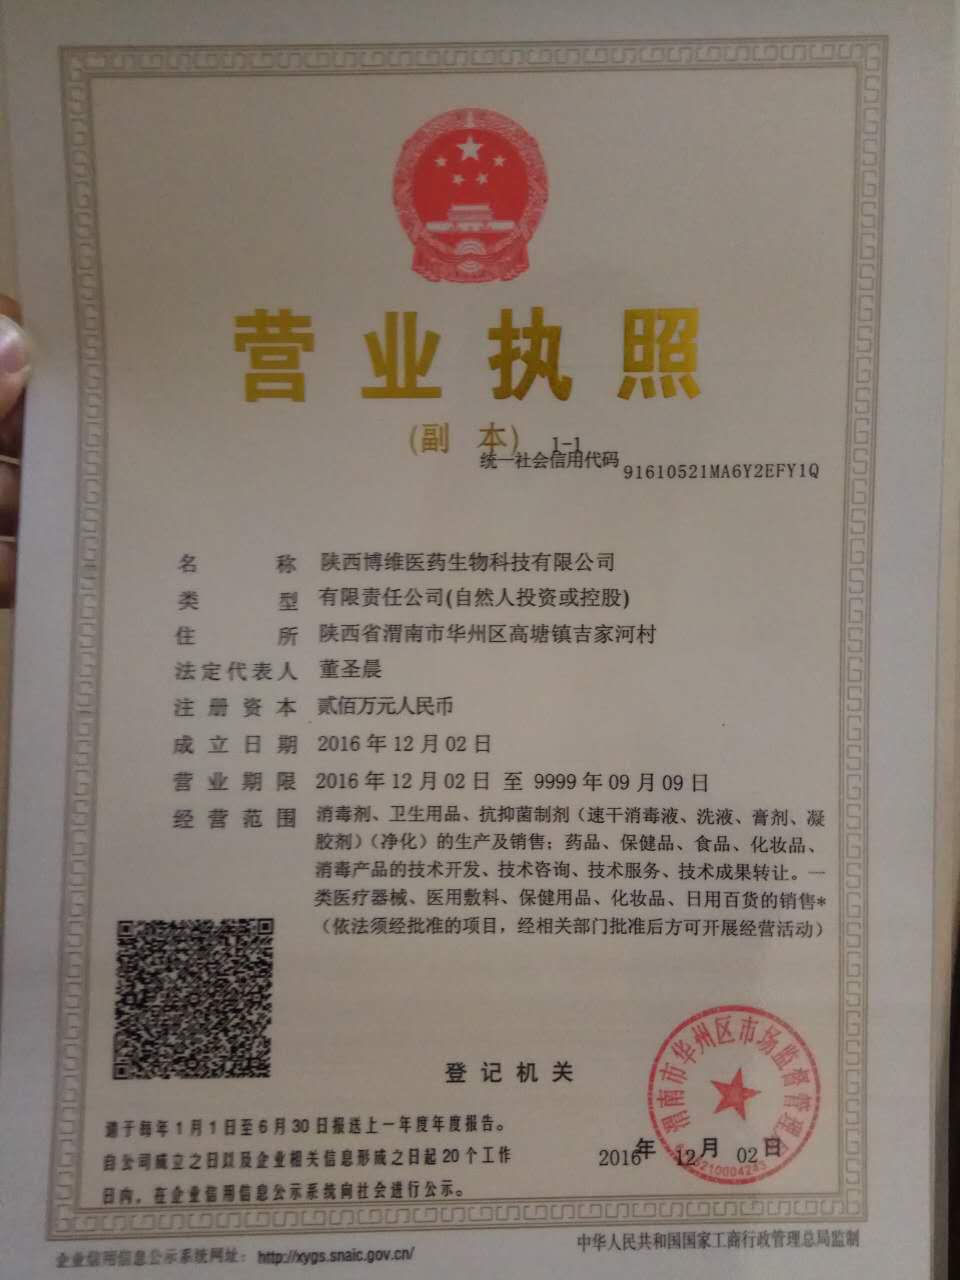 营业执照
(副 本) 1-1
统一社会信用代码 91610521MA6Y2EFY1Q
名 称 陕西博维医药生物科技有限公司
类 型 有限责任公司(自然人投资或控股)
住 所 陕西省渭南市华州区高塘镇吉家河村
法定代表人 董圣晨
注册资本 贰佰万元人民币
成立日期 2016年12月02日
营业期限 2016年12月02日 至 9999年09月09日
经营范围 消毒剂、卫生用品、抗抑菌制剂（速干消毒液、洗液、膏剂、凝
胶剂）（净化）的生产及销售；药品、保健品、食品、化妆品、
消毒产品的技术开发、技术咨询、技术服务、技术成果转让。一
类医疗器械、医用敷料、保健用品、化妆品、日用百货的销售*
（依法须经批准的项目，经相关部门批准后方可开展经营活动）
登记机关
渭南市华州区市场监督管理局
2016年12月02日
请于每年1月1日至6月30日报送上一年度年度报告。
自公司成立之日以及企业相关信息形成之日起20个工作
日内，在企业信用信息公示系统向社会进行公示。
企业信用信息公示系统网址： http://xygs.snaic.gov.cn/
中华人民共和国国家工商行政管理总局监制